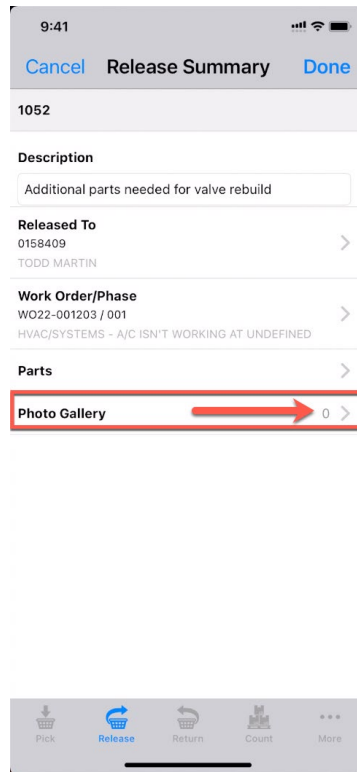 9:41
Cancel Release Summary Done
1052
Description
Additional parts needed for valve rebuild
Released To
0158409
TODD MARTIN
Work Order/Phase
WO22-001203 / 001
HVAC/SYSTEMS - A/C ISN'T WORKING AT UNDEFINED
Parts
Photo Gallery 0
Pick Release Return Count More